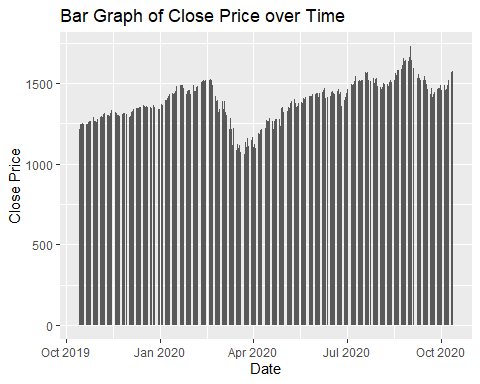 Bar Graph of Close Price over Time
Close Price
1500
1000
500
0
Oct 2019 Jan 2020 Apr 2020 Jul 2020 Oct 2020
Date